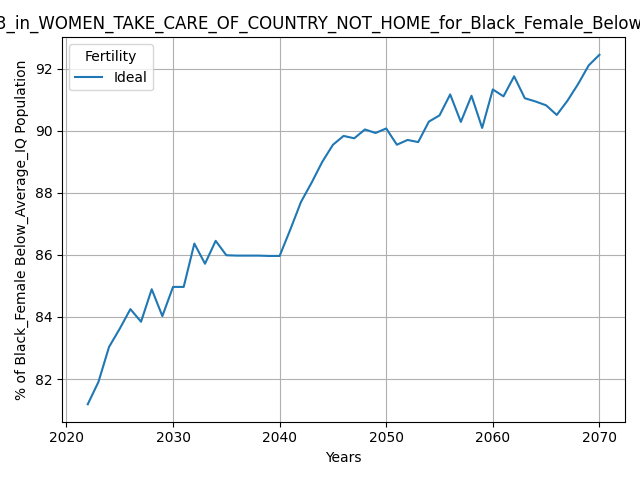 3_in_WOMEN_TAKE_CARE_OF_COUNTRY_NOT_HOME_for_Black_Female_Below
Fertility
Ideal
% of Black_Female Below_Average_IQ Population
92
90
88
86
84
82
2020 2030 2040 2050 2060 2070
Years